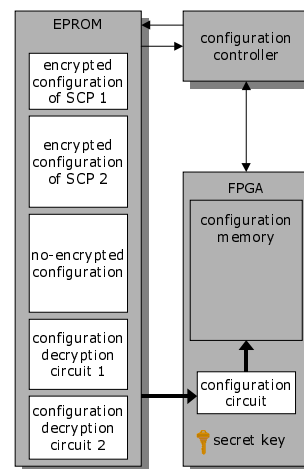 EPROM
encrypted
configuration
of SCP 1
encrypted
configuration
of SCP 2
no-encrypted
configuration
configuration
decryption
circuit 1
configuration
decryption
circuit 2
configuration
controller
FPGA
configuration
memory
configuration
circuit
secret key